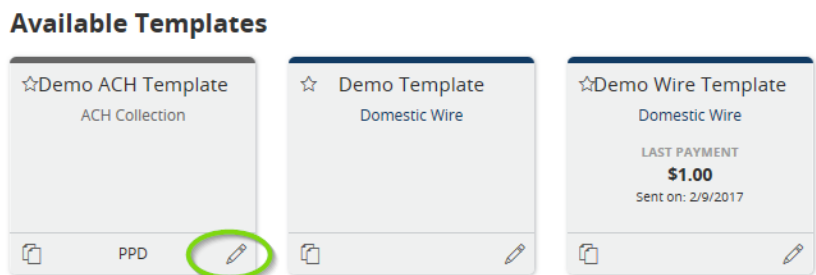 Available Templates
Demo ACH Template
ACH Collection
PPD
Demo Template
Domestic Wire
Demo Wire Template
Domestic Wire
LAST PAYMENT
$1.00
Sent on: 2/9/2017